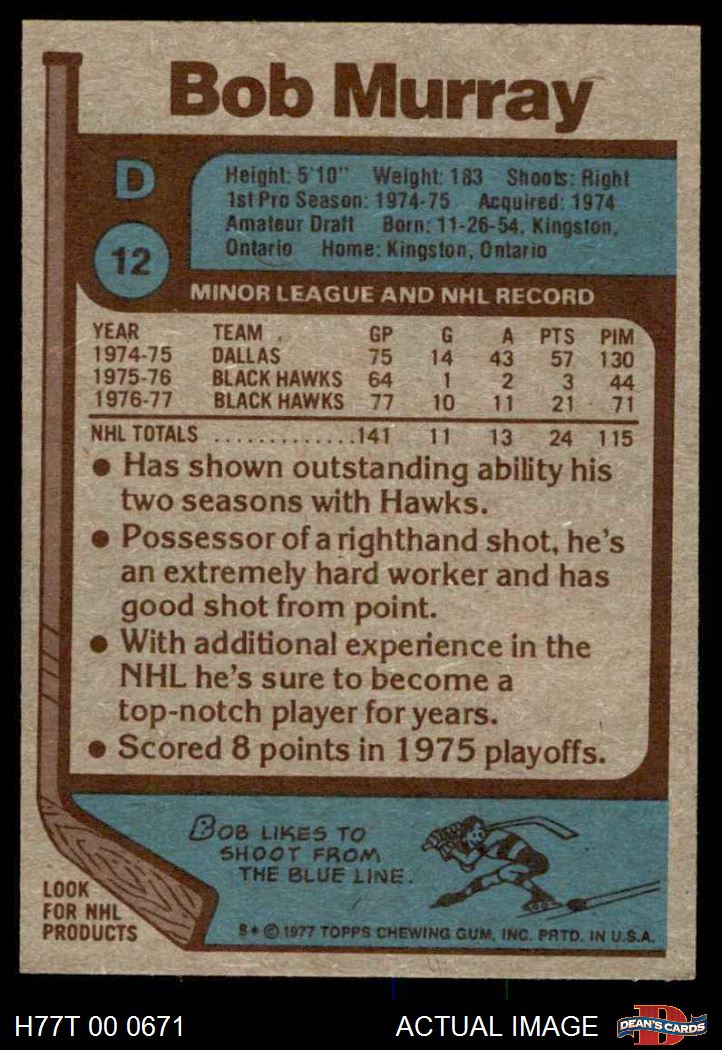 Bob Murray
D
12
Height: 5'10" Weight: 183 Shoots: Right
1st Pro Season: 1974-75 Acquired: 1974
Amateur Draft Born: 11-26-54, Kingston,
Ontario Home: Kingston, Ontario
MINOR LEAGUE AND NHL RECORD
YEAR TEAM GP G A PTS PIM
1974-75 DALLAS 75 14 43 57 130
1975-76 BLACK HAWKS 64 1 2 3 44
1976-77 BLACK HAWKS 77 10 11 21 71
NHL TOTALS .............141 11 13 24 115
● Has shown outstanding ability his
two seasons with Hawks.
● Possessor of a righthand shot, he's
an extremely hard worker and has
good shot from point.
● With additional experience in the
NHL he's sure to become a
top-notch player for years.
● Scored 8 points in 1975 playoffs.
BOB LIKES TO
SHOOT FROM
THE BLUE LINE.
LOOK
FOR NHL
PRODUCTS
B* © 1977 TOPPS CHEWING GUM, INC. PRTD. IN U.S.A.
H77T 00 0671 ACTUAL IMAGE
D
DEAN'S CARDS